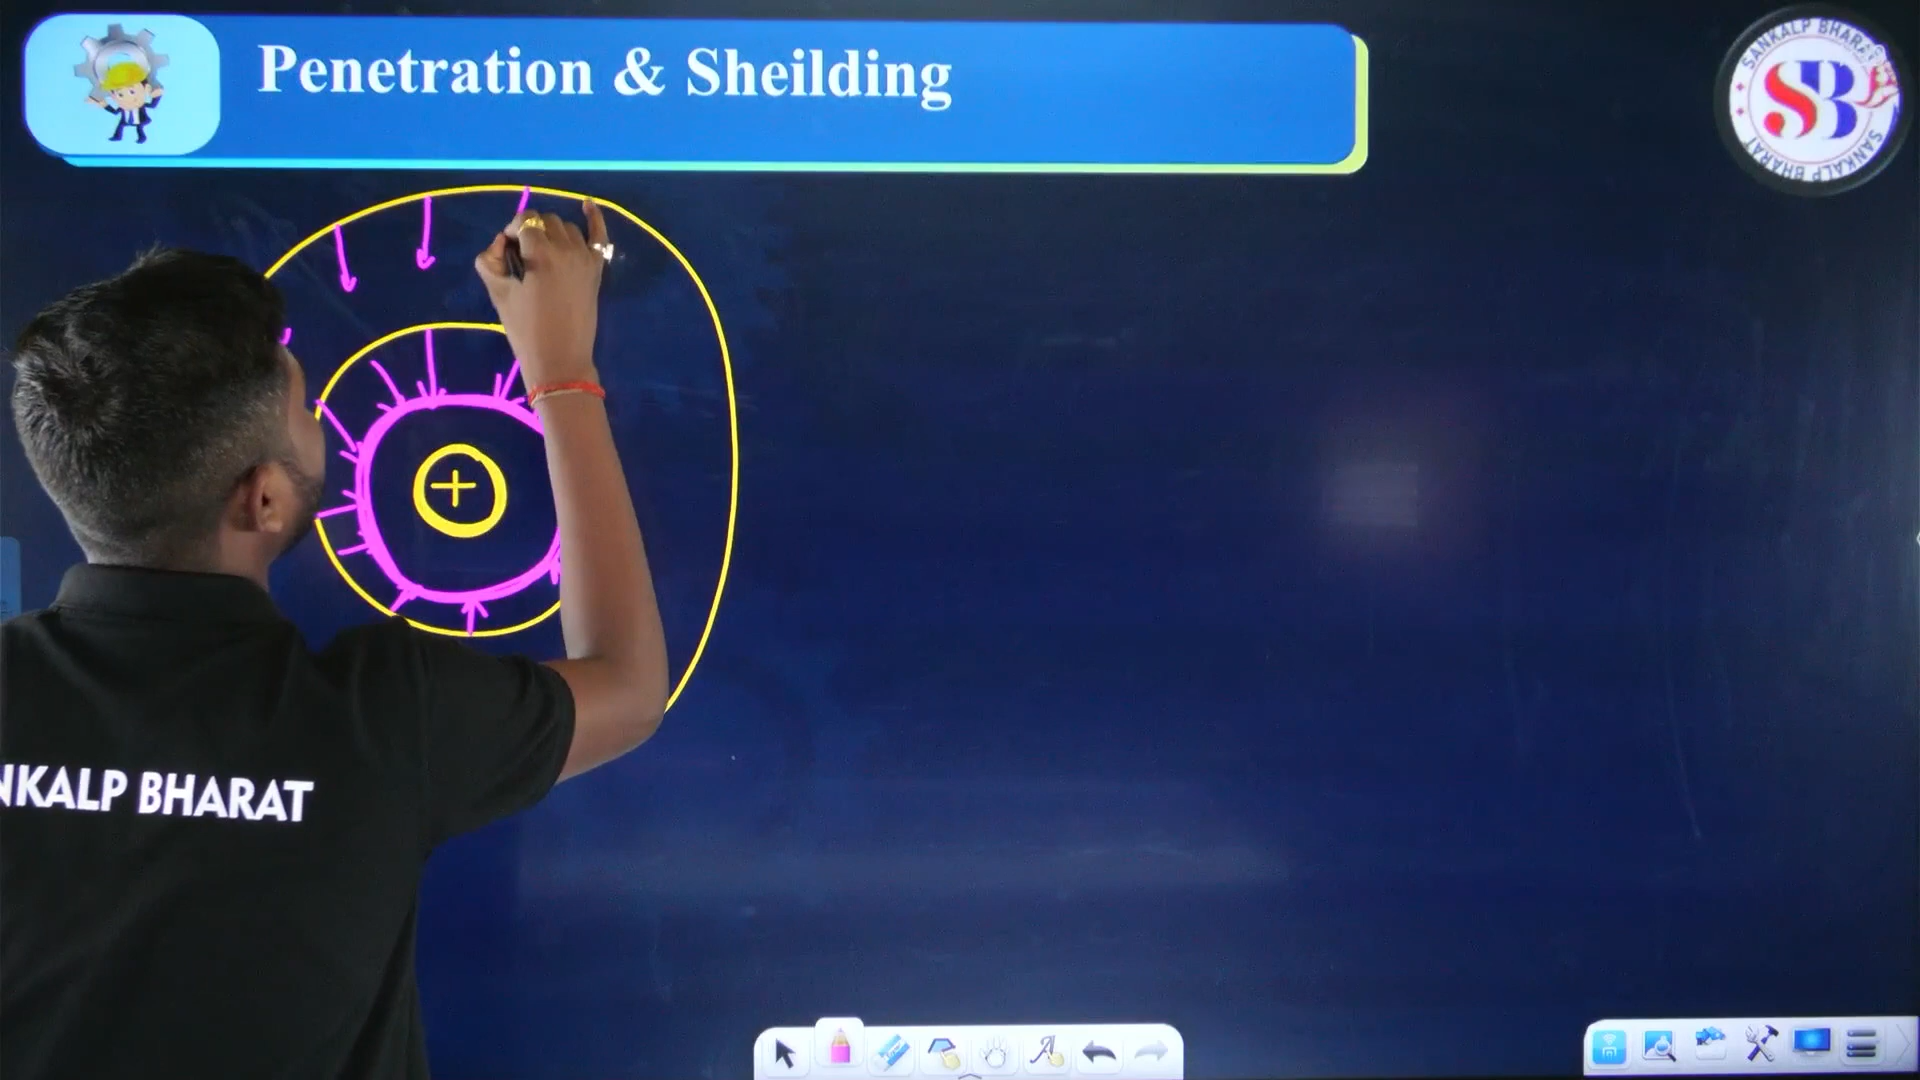 Penetration & Sheilding
SANKALP BHARAT
SB
SANKALP BHARAT
+
NKALP BHARAT